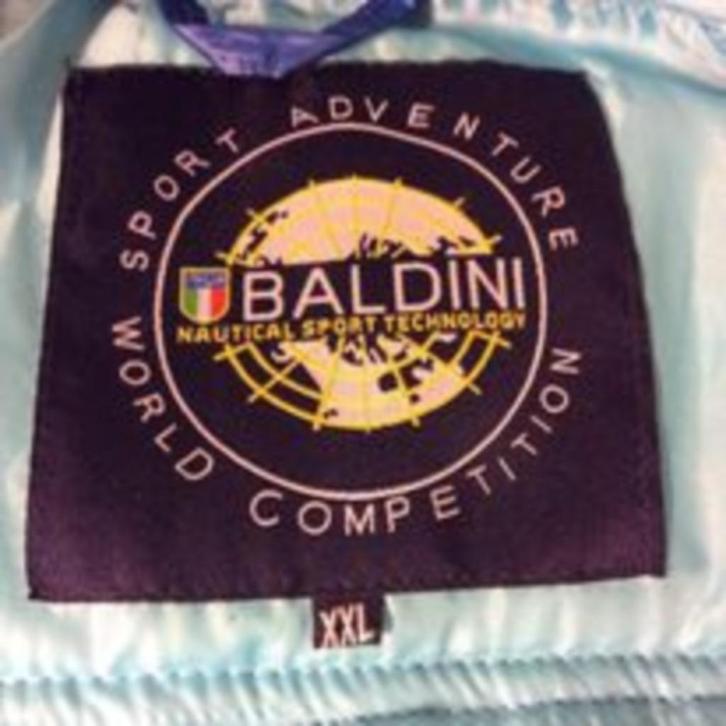 SPORT ADVENTURE
BALDINI
NAUTICAL SPORT TECHNOLOGY
WORLD COMPETITION
XXL